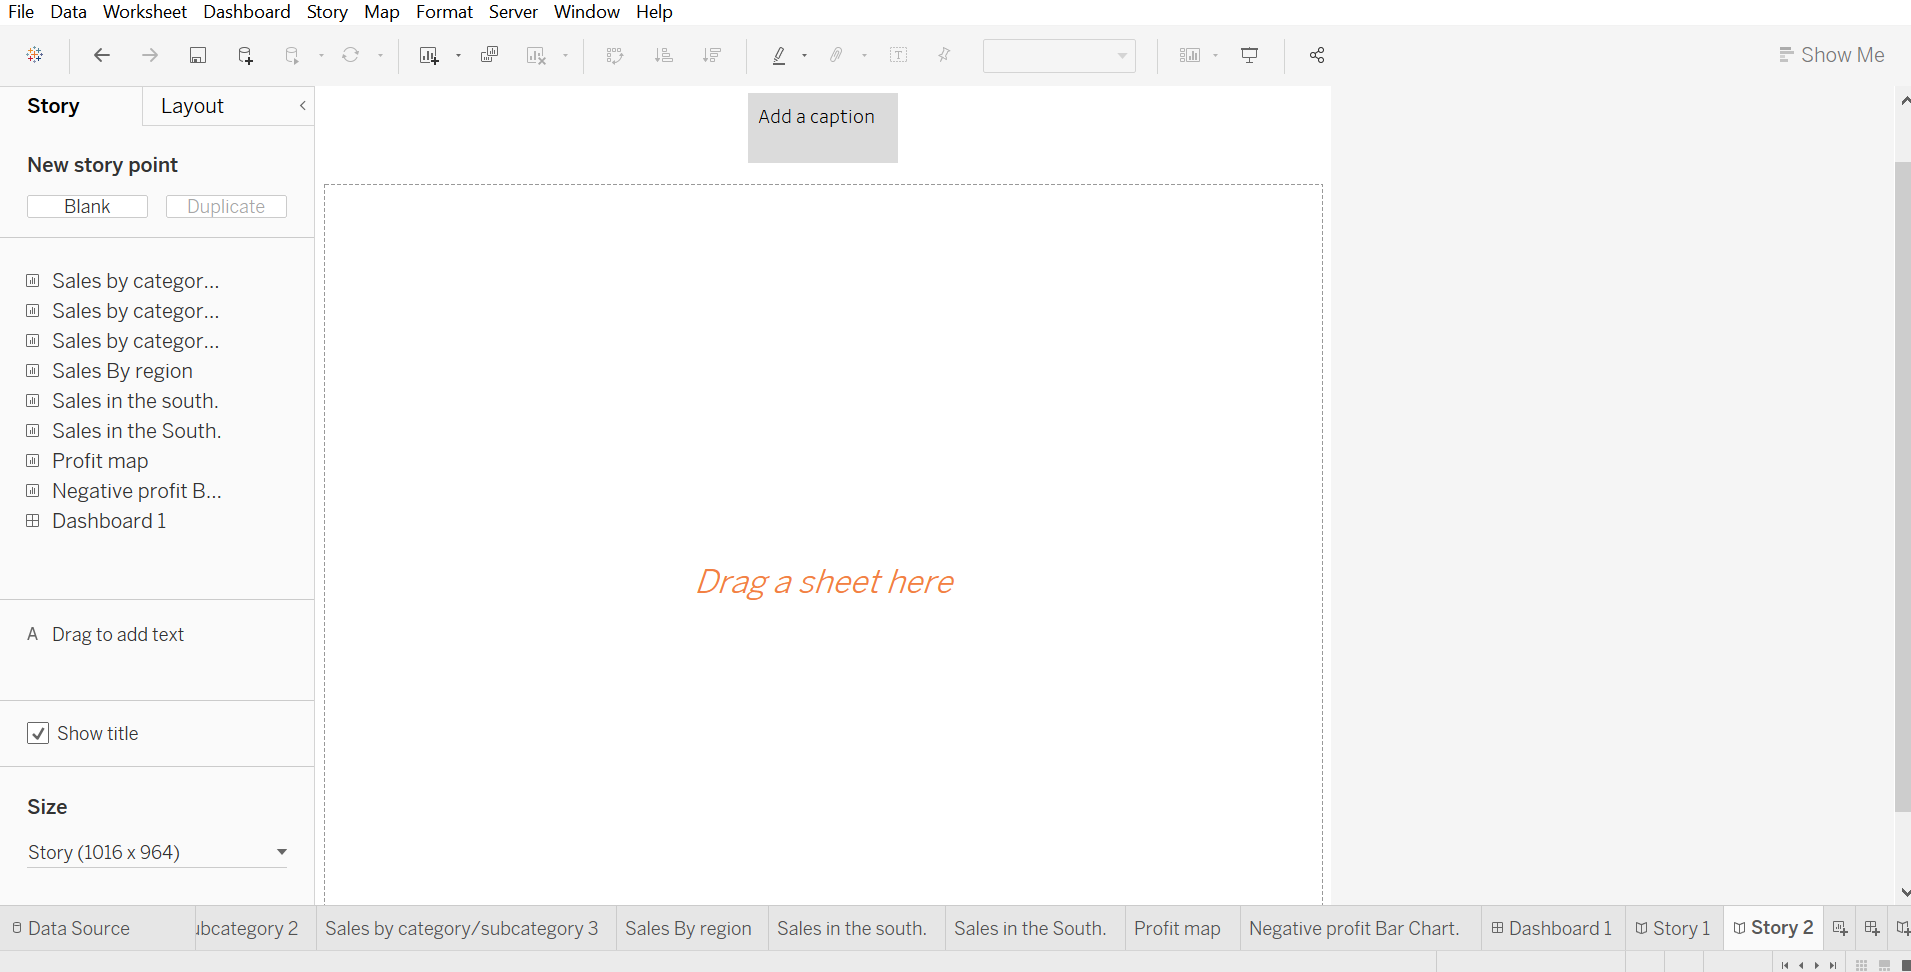 File Data Worksheet Dashboard Story Map Format Server Window Help
Show Me
Story Layout
New story point
Blank Duplicate
Sales by categor...
Sales by categor...
Sales by categor...
Sales By region
Sales in the south.
Sales in the South.
Profit map
Negative profit B...
Dashboard 1
A Drag to add text
Show title
Size
Story (1016 x 964)
Add a caption
Drag a sheet here
Data Source ubcategory 2 Sales by category/subcategory 3 Sales By region Sales in the south. Sales in the South. Profit map Negative profit Bar Chart. Dashboard 1 Story 1 Story 2